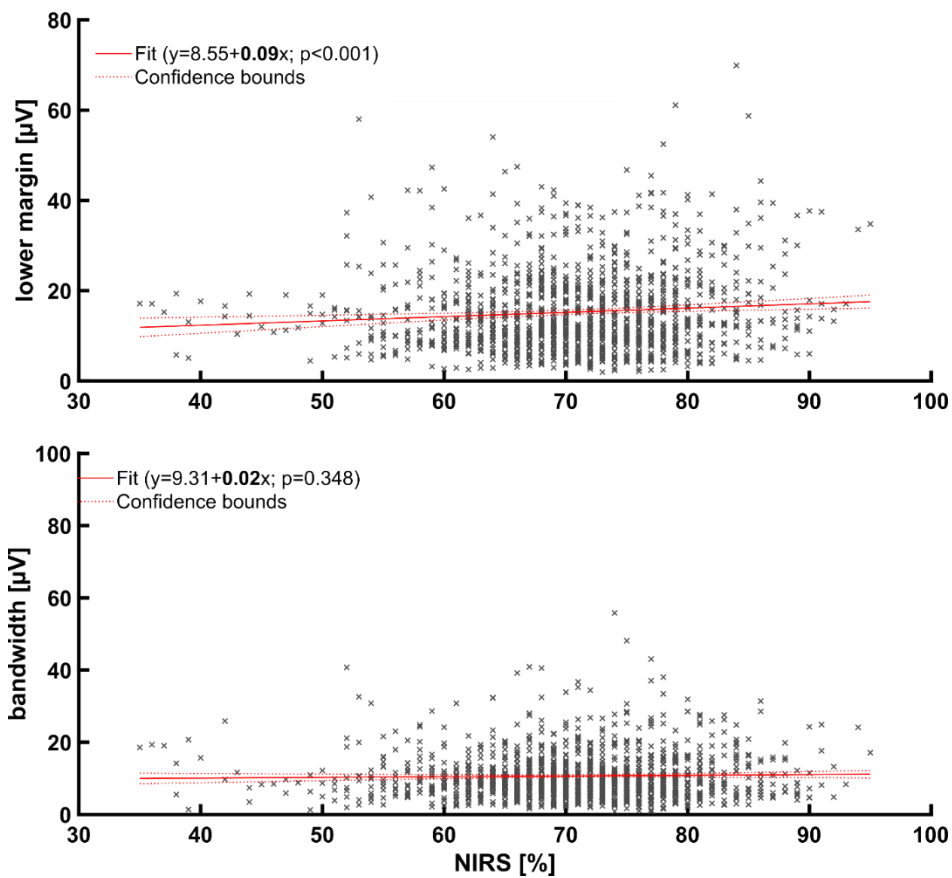 80
Fit (y=8.55+0.09x; p<0.001)
Confidence bounds
60
lower margin [µV]
40
20
0
30 40 50 60 70 80 90 100
100
Fit (y=9.31+0.02x; p=0.348)
Confidence bounds
80
60
bandwidth [µV]
40
20
0
30 40 50 60 70 80 90 100
NIRS [%]